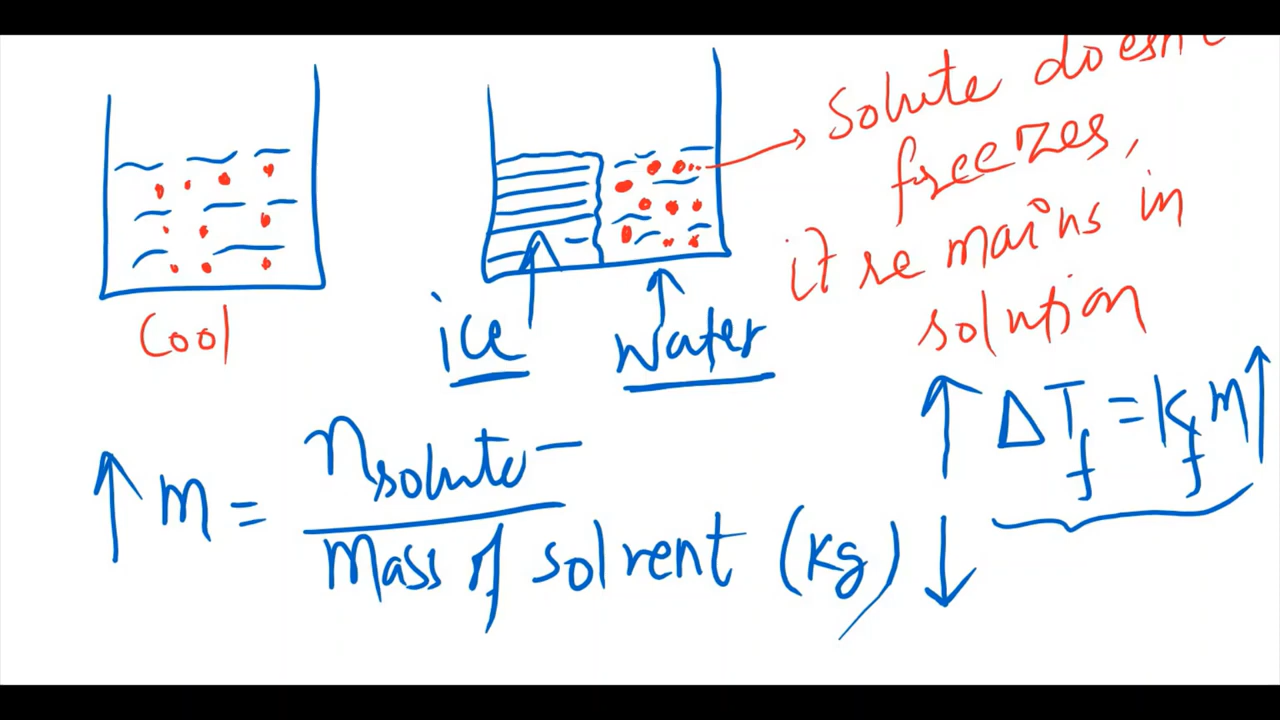 solute doesn't
freezes,
it remains in
solution
cool
ice
water
↑ m = n solute –
mass of solvent (kg) ↓
↑ ΔTf = Kf m ↑